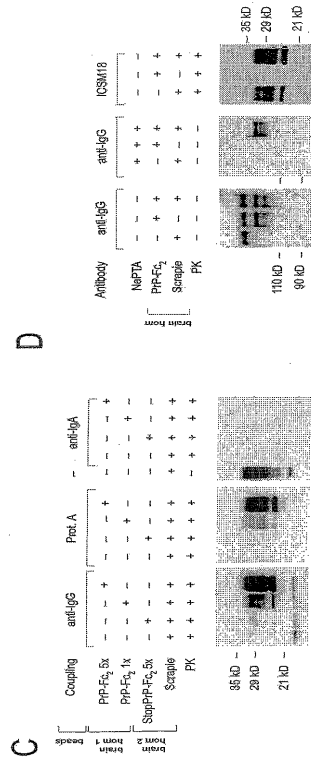 C
beads Coupling anti-IgG Prot. A anti-IgA
brain hom 1
PrP-Fc₂ 5x − − − + − − − + − − − − +
PrP-Fc₂ 1x − − + − − − + − − − − + −
brain hom 2
StopPrP-Fc₂ 5x − + − − − + − − − − + − −
Scrapie + + + + + + + + + + + + +
PK + + + + + + + + − + + + +
35 kD –
29 kD –
21 kD –
D
Antibody anti-IgG anti-IgG ICSM18
NaPTA − − − + + + − − −
brain hom
PrP-Fc₂ − + + − + + − + +
Scrapie + − + + − + + − +
PK − − − − − − + + +
– 35 kD
– 29 kD
– 21 kD
110 kD –
90 kD –